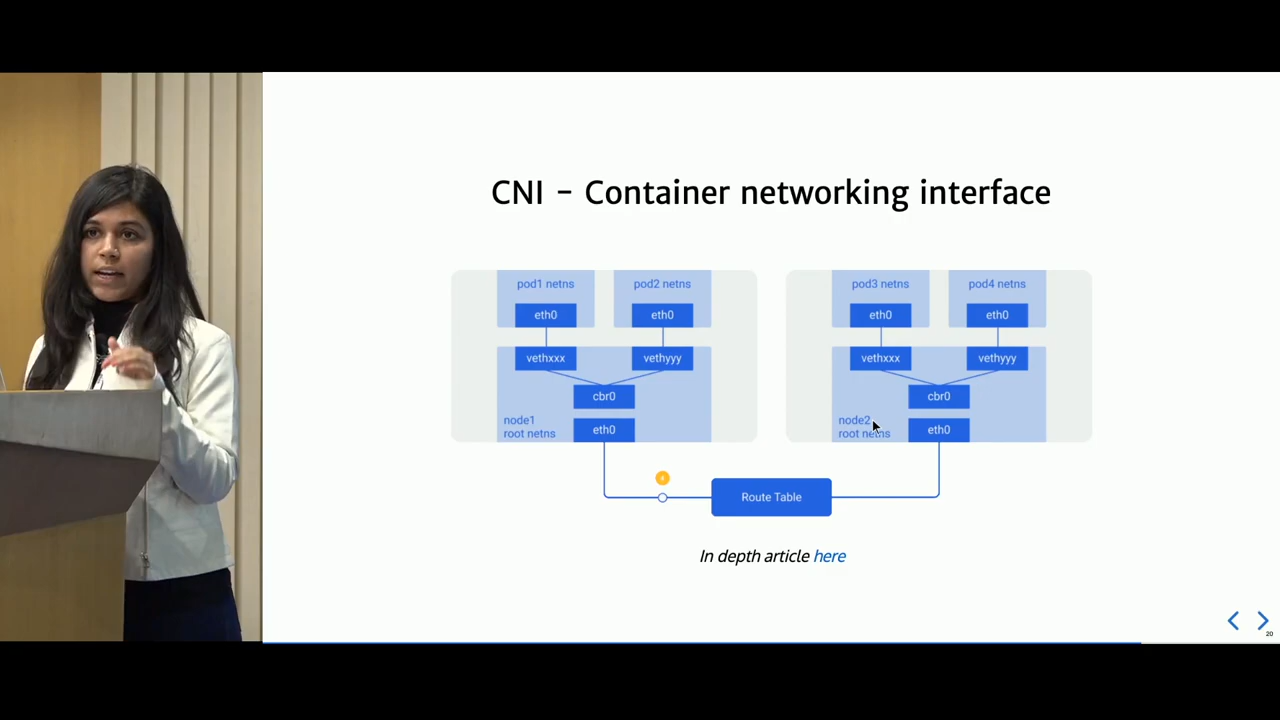 CNI - Container networking interface
pod1 netns
pod2 netns
eth0
eth0
vethxxx
vethyyy
cbr0
node1
root netns
eth0
pod3 netns
pod4 netns
eth0
eth0
vethxxx
vethyyy
cbr0
node2
root netns
eth0
Route Table
In depth article here
20